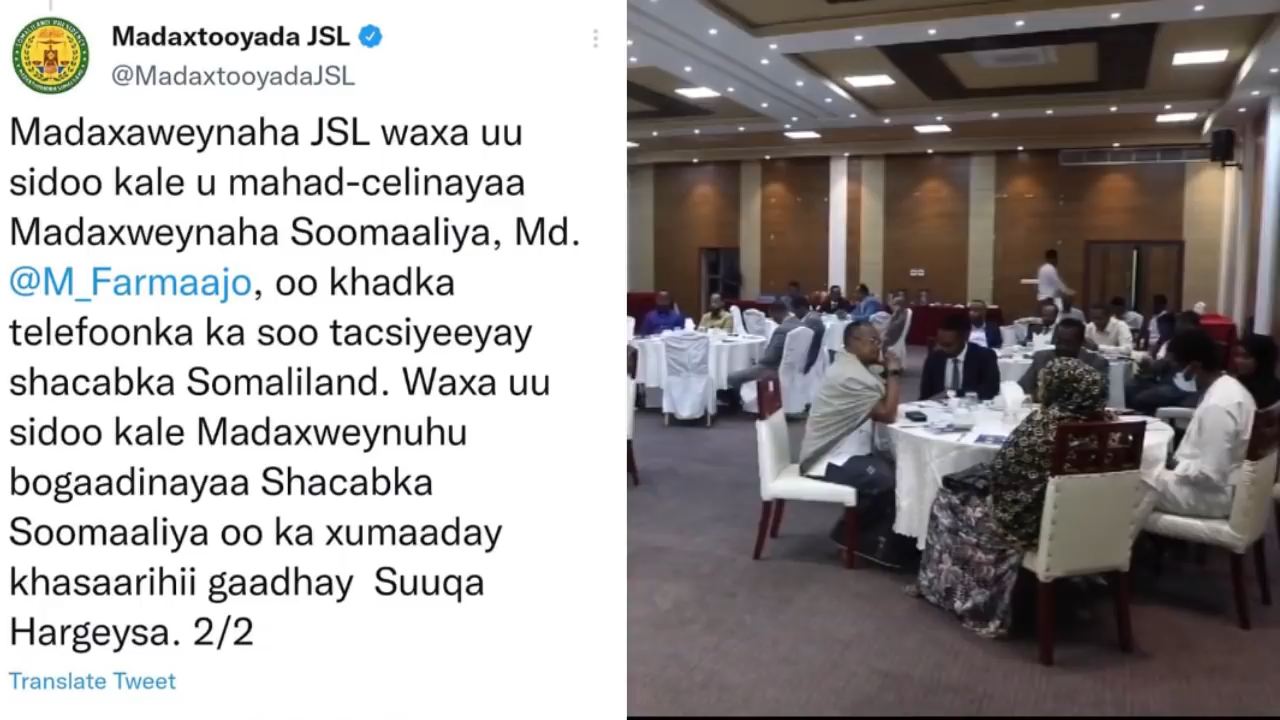 Madaxtooyada JSL
@MadaxtooyadaJSL
Madaxaweynaha JSL waxa uu
sidoo kale u mahad-celinayaa
Madaxweynaha Soomaaliya, Md.
@M_Farmaajo, oo khadka
telefoonka ka soo tacsiyeeyay
shacabka Somaliland. Waxa uu
sidoo kale Madaxweynuhu
bogaadinayaa Shacabka
Soomaaliya oo ka xumaaday
khasaarihii gaadhay Suuqa
Hargeysa. 2/2
Translate Tweet